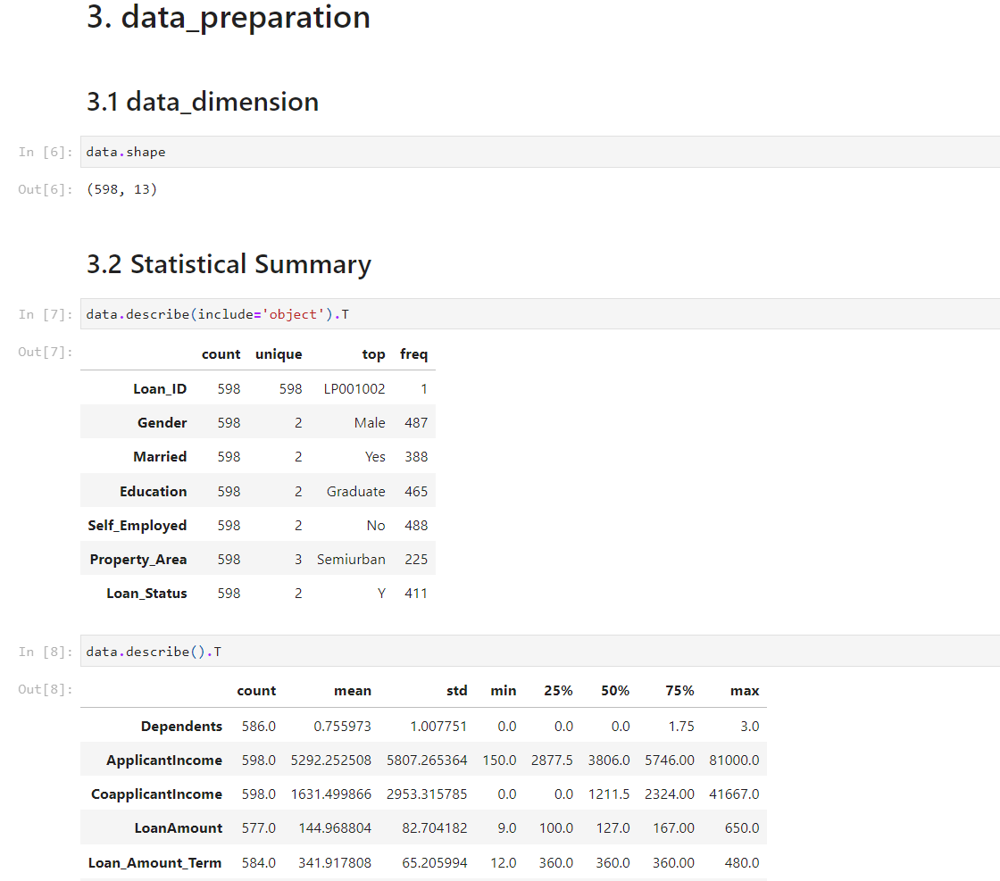 3. data_preparation
3.1 data_dimension
In [6]: data.shape
Out[6]: (598, 13)
3.2 Statistical Summary
In [7]: data.describe(include='object').T
Out[7]:
count unique top freq
Loan_ID 598 598 LP001002 1
Gender 598 2 Male 487
Married 598 2 Yes 388
Education 598 2 Graduate 465
Self_Employed 598 2 No 488
Property_Area 598 3 Semiurban 225
Loan_Status 598 2 Y 411
In [8]: data.describe().T
Out[8]:
count mean std min 25% 50% 75% max
Dependents 586.0 0.755973 1.007751 0.0 0.0 0.0 1.75 3.0
ApplicantIncome 598.0 5292.252508 5807.265364 150.0 2877.5 3806.0 5746.00 81000.0
CoapplicantIncome 598.0 1631.499866 2953.315785 0.0 0.0 1211.5 2324.00 41667.0
LoanAmount 577.0 144.968804 82.704182 9.0 100.0 127.0 167.00 650.0
Loan_Amount_Term 584.0 341.917808 65.205994 12.0 360.0 360.0 360.00 480.0